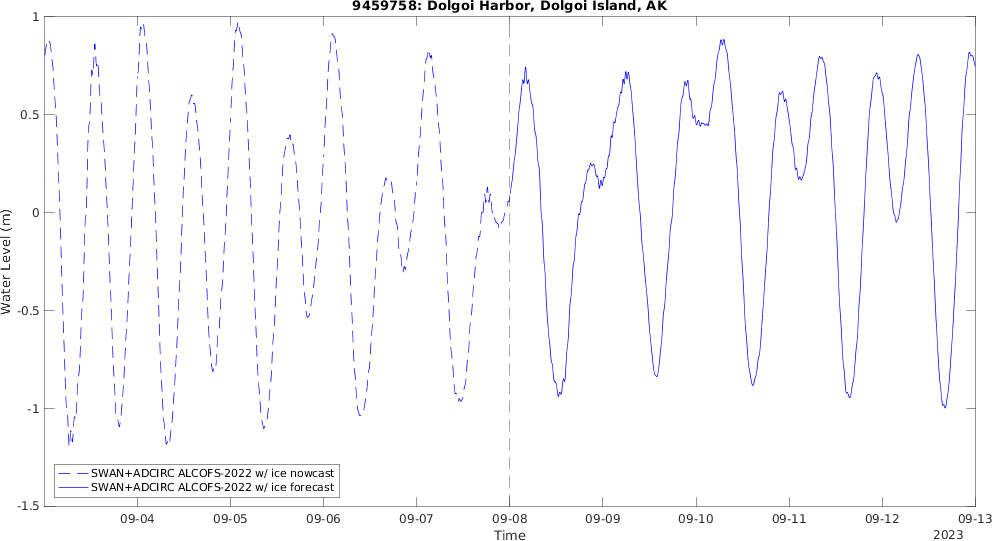 9459758: Dolgoi Harbor, Dolgoi Island, AK
Water Level (m)
1
0.5
0
-0.5
-1
-1.5
SWAN+ADCIRC ALCOFS-2022 w/ ice nowcast
SWAN+ADCIRC ALCOFS-2022 w/ ice forecast
09-04 09-05 09-06 09-07 09-08 09-09 09-10 09-11 09-12 09-13
Time
2023